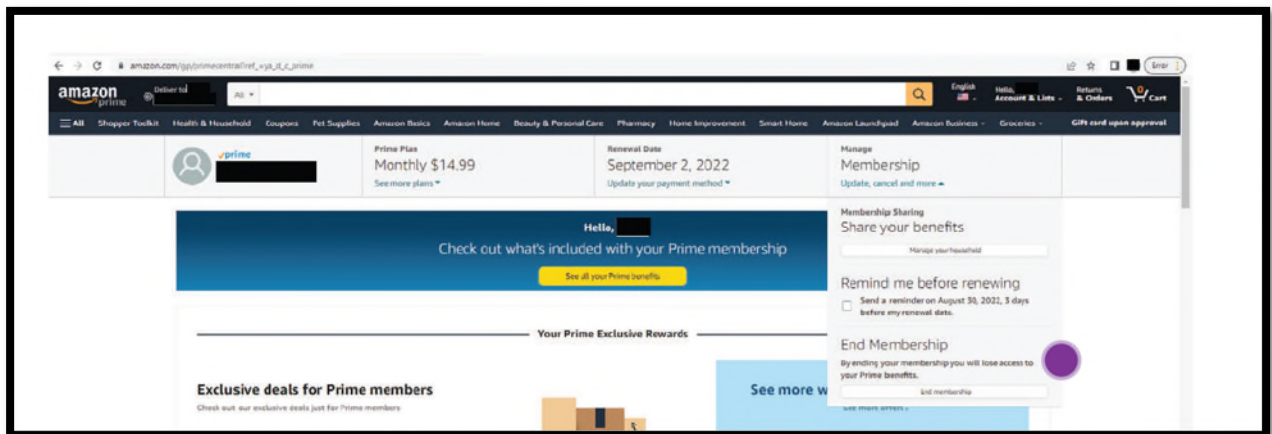 amazon.com/gp/primecentral?ref_=ya_d_c_prime
Error
amazon
prime
Deliver to
All
English
Hello,
Account & Lists
Returns
& Orders
0
Cart
All Shopper Toolkit Health & Household Coupons Pet Supplies Amazon Basics Amazon Home Beauty & Personal Care Pharmacy Home Improvement Smart Home Amazon Launchpad Amazon Business Groceries Gift card upon approval
prime
Prime Plan
Monthly $14.99
See more plans
Renewal Date
September 2, 2022
Update your payment method
Manage
Membership
Update, cancel and more
Hello,
Check out what's included with your Prime membership
See all your Prime benefits
Membership Sharing
Share your benefits
Manage your household
Remind me before renewing
Send a reminder on August 30, 2022, 3 days
before my renewal date.
End Membership
By ending your membership you will lose access to
your Prime benefits.
End membership
Your Prime Exclusive Rewards
Exclusive deals for Prime members
Check out our exclusive deals just for Prime members
See more w
See more offers